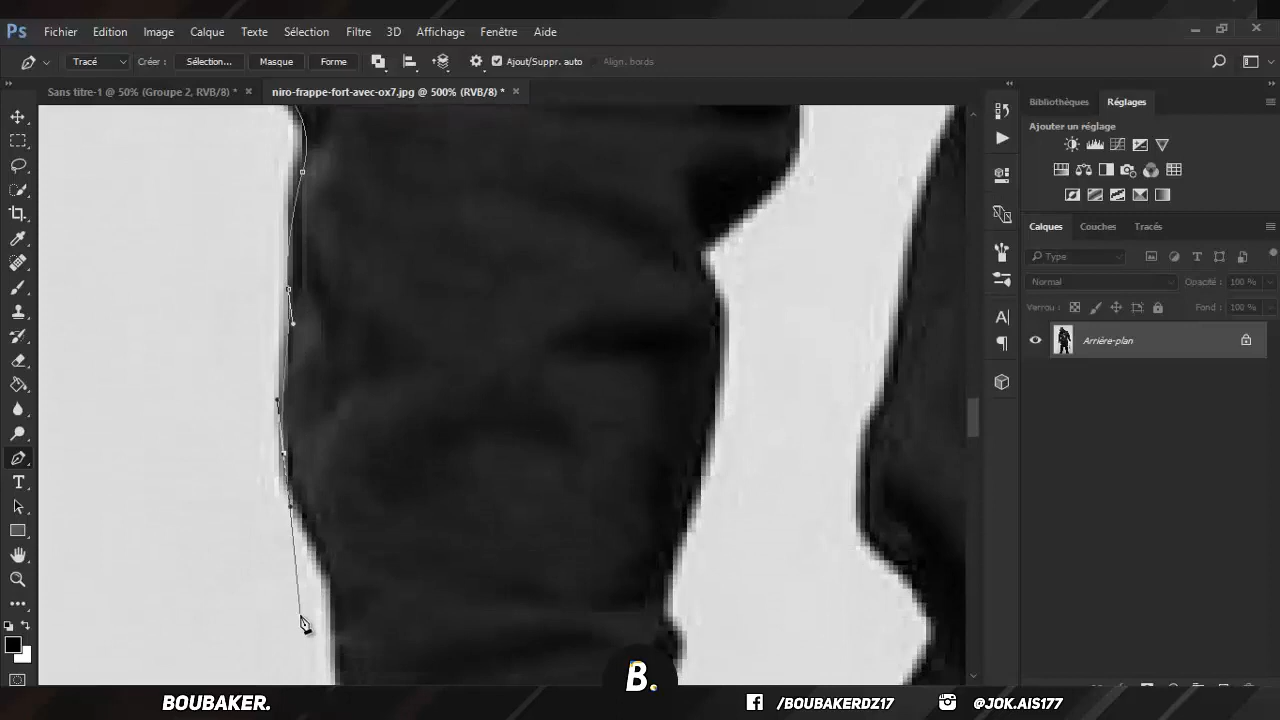 Ps Fichier Edition Image Calque Texte Sélection Filtre 3D Affichage Fenêtre Aide
Tracé Créer : Sélection... Masque Forme Ajout/Suppr. auto Align. bords
Sans titre-1 @ 50% (Groupe 2, RVB/8) * × niro-frappe-fort-avec-ox7.jpg @ 500% (RVB/8) * ×
Bibliothèques Réglages
Ajouter un réglage
Calques Couches Tracés
Type
Normal Opacité : 100 %
Verrou : Fond : 100 %
Arrière-plan
B.
BOUBAKER. /BOUBAKERDZ17 @JOK.AIS177